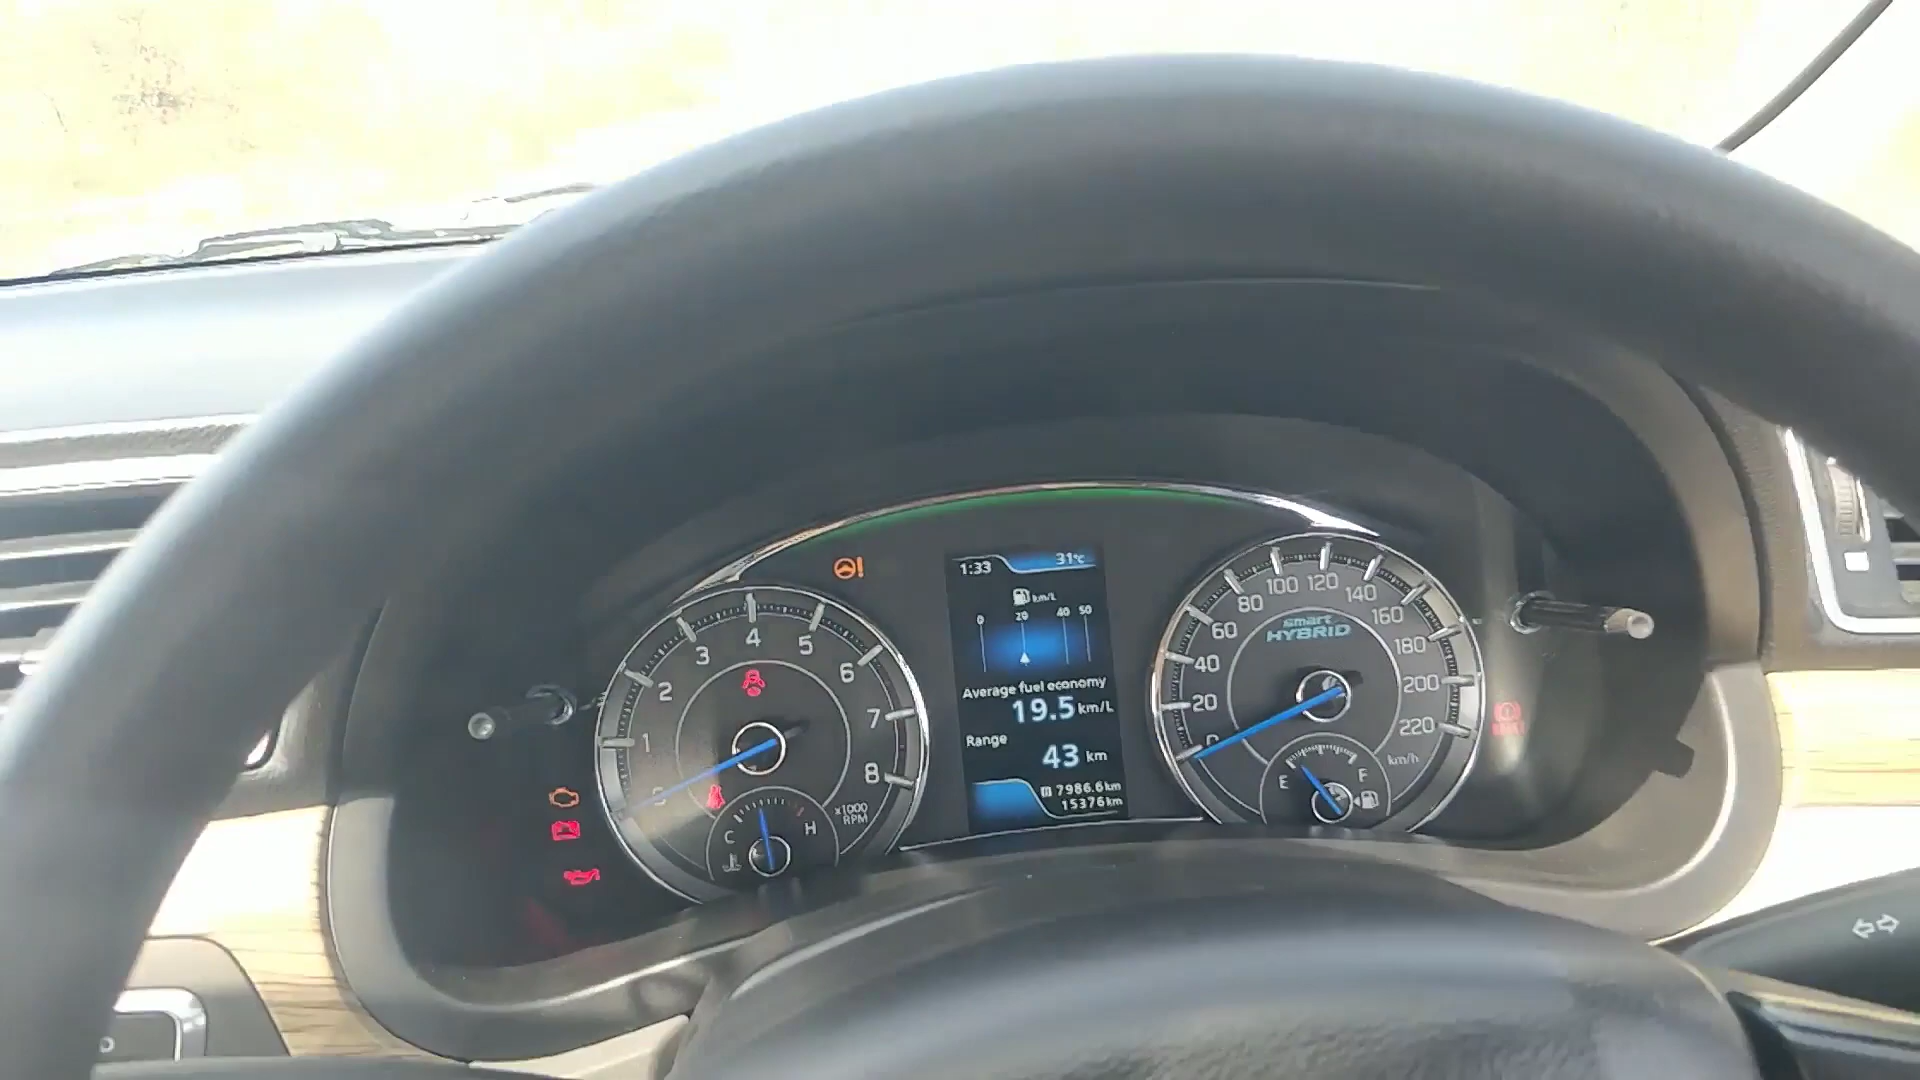 1:33 31°C
km/L
0 20 40 50
Average fuel economy
19.5 km/L
Range
43 km
B 7986.6 km
15376 km
1 2 3 4 5 6 7 8
x1000
RPM
C H
20 40 60 80 100 120 140 160 180 200 220
km/h
smart
HYBRID
E F